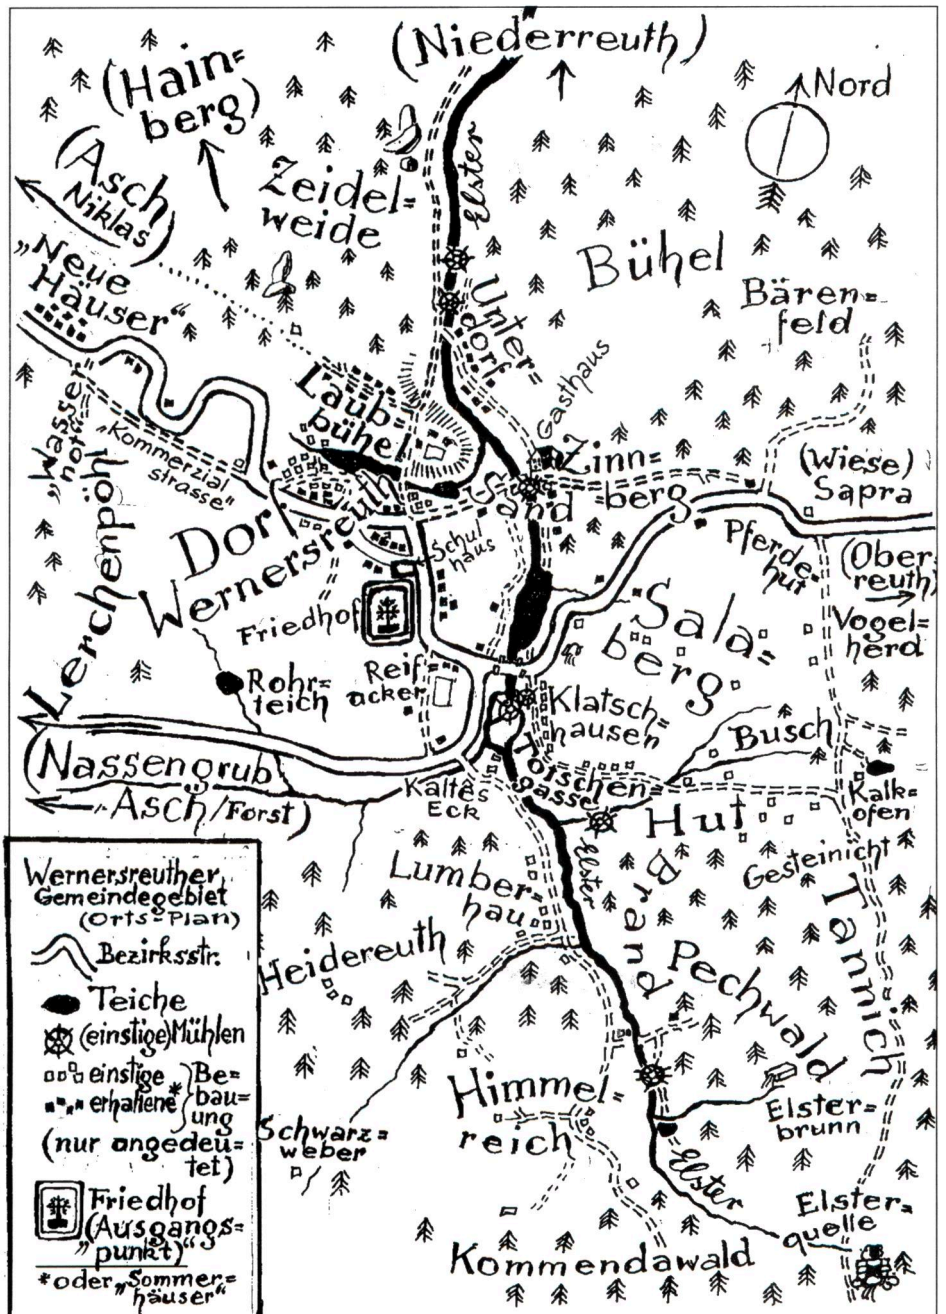 (Niederreuth)
(Hain=
berg)
Nord
(Asch
Niklas)
Zeidel=
weide
Elster
Bühel
„Neue
Häuser“
Unter=
dorf
Bären=
feld
Gasthaus
Laub=
bühel
„Wasser=
not“
„Kommerzial
strasse“
Zinn=
berg
(Wiese)
Sapra
Sand
Dorf
Wernersreuth
Schul
haus
Pferde=
hut
(Ober=
reuth)
Vogel=
herd
Lerchenpöhl
Friedhof
Sala=
berg
Rohr=
teich
Reif=
acker
Klatsch=
hausen
Busch
(Nassengrub
Asch/Forst)
Kaltes
Eck
Totschen=
gasse
Kalk=
ofen
Hut
Gesteinicht
Elster
Brand
Lumber=
hau
Tannich
Heidereuth
Pechwald
Himmel=
reich
Elster=
brunn
Schwarz=
weber
Elster
Elster=
quelle
Kommendawald
Wernersreuther
Gemeindegebiet
(Orts=Plan)
Bezirksstr.
Teiche
(einstige)Mühlen
einstige
erhaltene*
Be=
bau=
ung
(nur angedeu=
tet)
Friedhof
(Ausgangs=
„punkt)“
*oder „Sommer=
häuser“